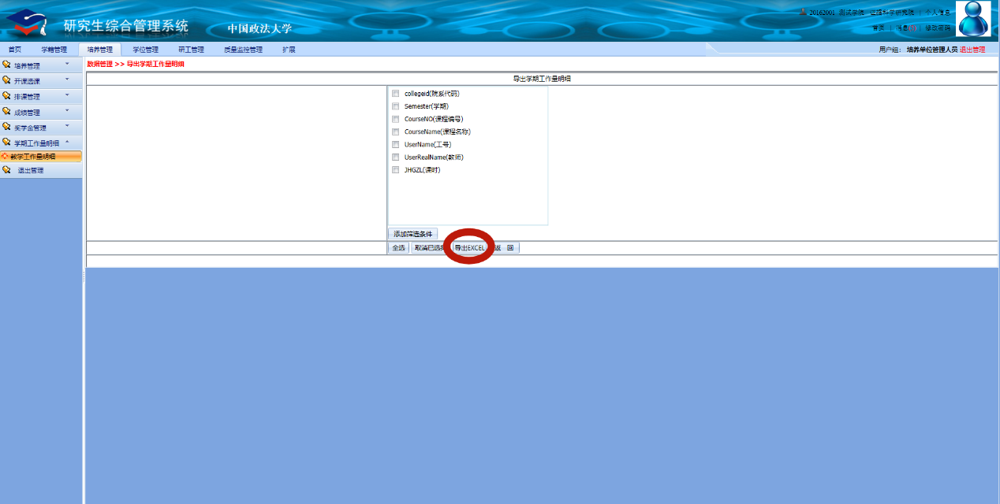 20162001 测试学院 证据科学研究院 | 个人信息
研究生综合管理系统 中国政法大学
首页 | 消息(0) | 修改密码
首页 学籍管理 培养管理 学位管理 研工管理 质量监控管理 扩展 用户组: 培养单位管理人员 退出管理
数据管理 >> 导出学期工作量明细
培养管理
开课选课
排课管理
成绩管理
奖学金管理
学期工作量明细
教学工作量明细
退出管理
导出学期工作量明细
collegeid(院系代码)
Semester(学期)
CourseNO(课程编号)
CourseName(课程名称)
UserName(工号)
UserRealName(教师)
JHGZL(课时)
添加筛选条件
全选 取消已选择 导出EXCEL 返 回